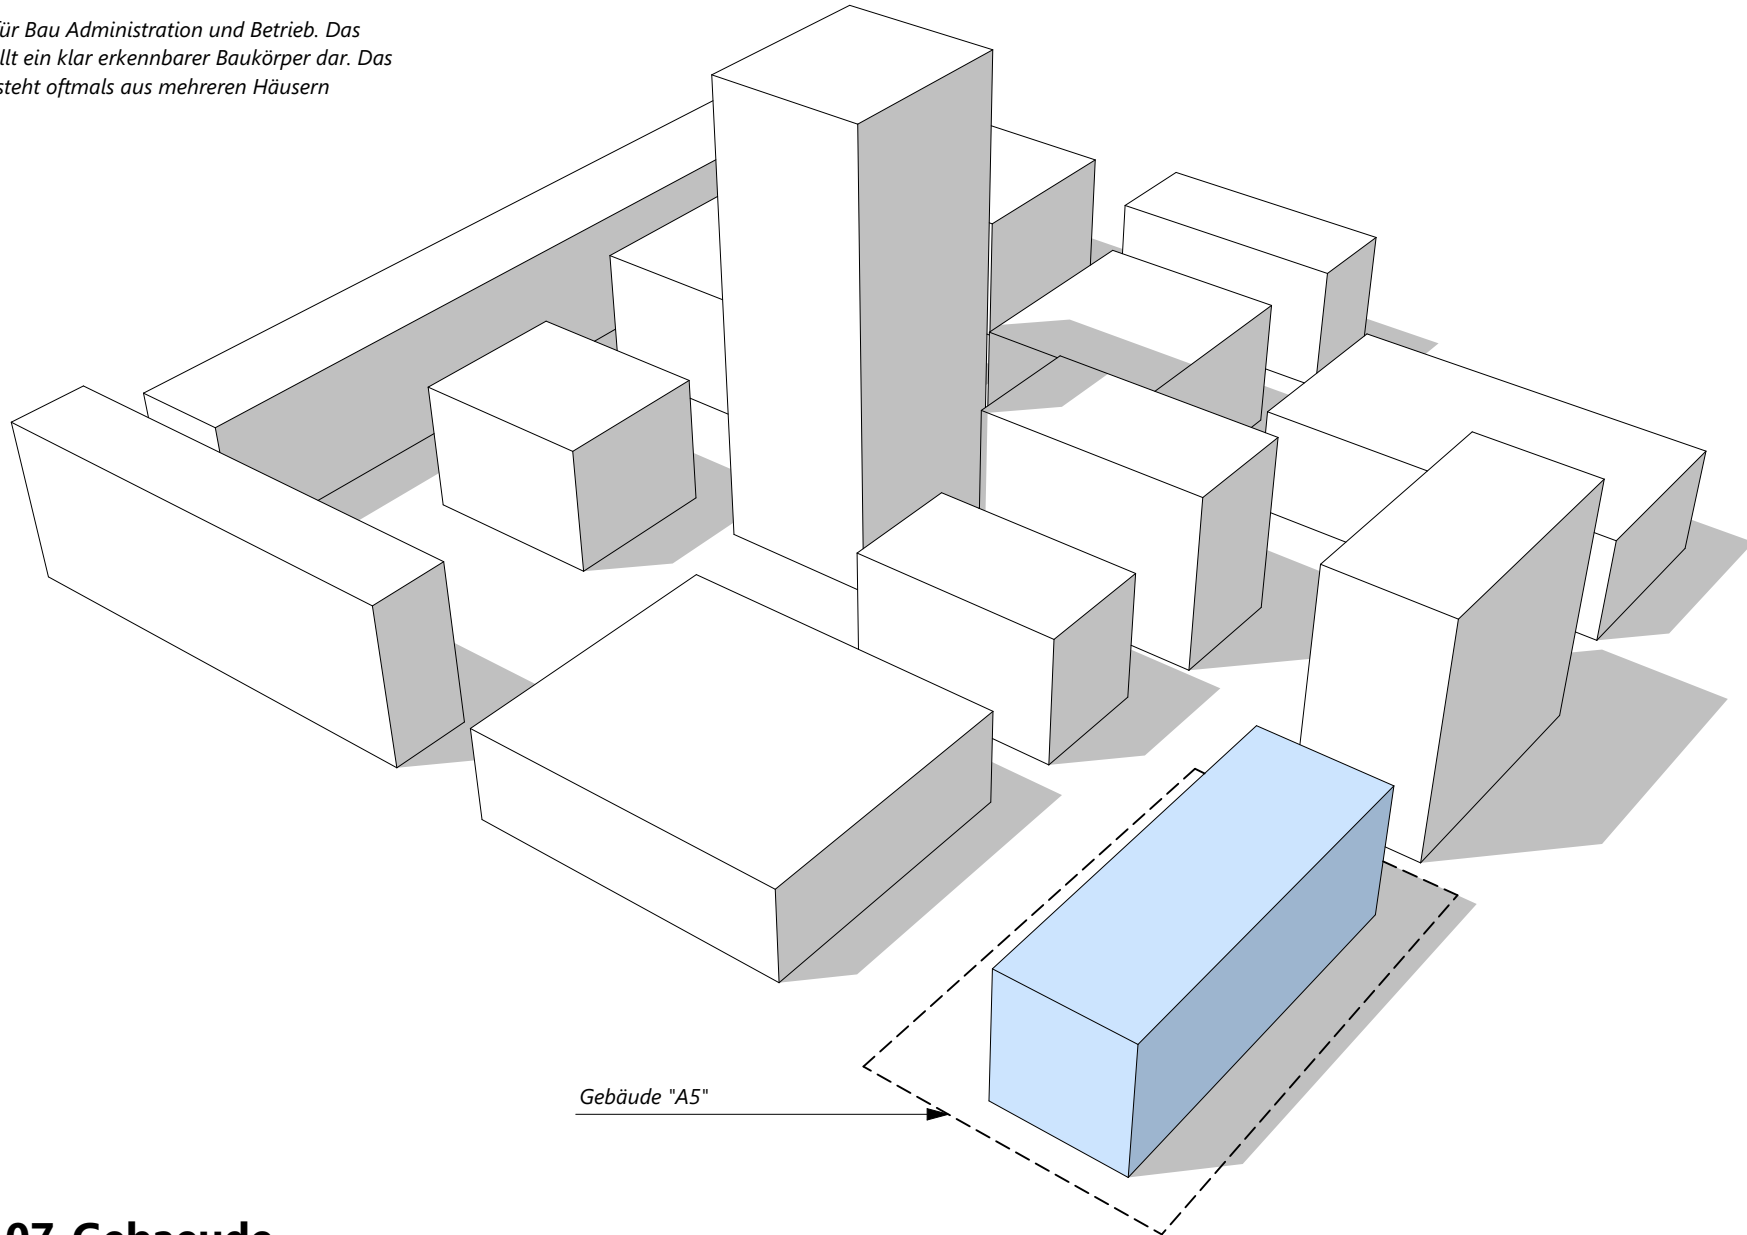 für Bau Administration und Betrieb. Das
llt ein klar erkennbarer Baukörper dar. Das
steht oftmals aus mehreren Häusern
Gebäude "A5"
07 Gebaeude